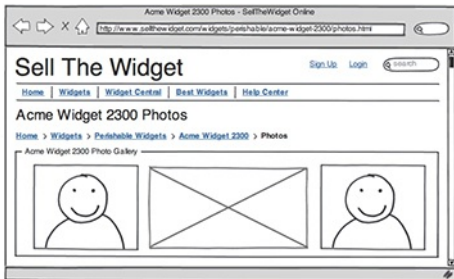 Acme Widget 2300 Photos - SellTheWidget Online
http://www.sellthewidget.com/widgets/perishable/acme-widget-2300/photos.html
Sell The Widget
Sign Up Login search
Home Widgets Widget Central Best Widgets Help Center
Acme Widget 2300 Photos
Home > Widgets > Perishable Widgets > Acme Widget 2300 > Photos
Acme Widget 2300 Photo Gallery